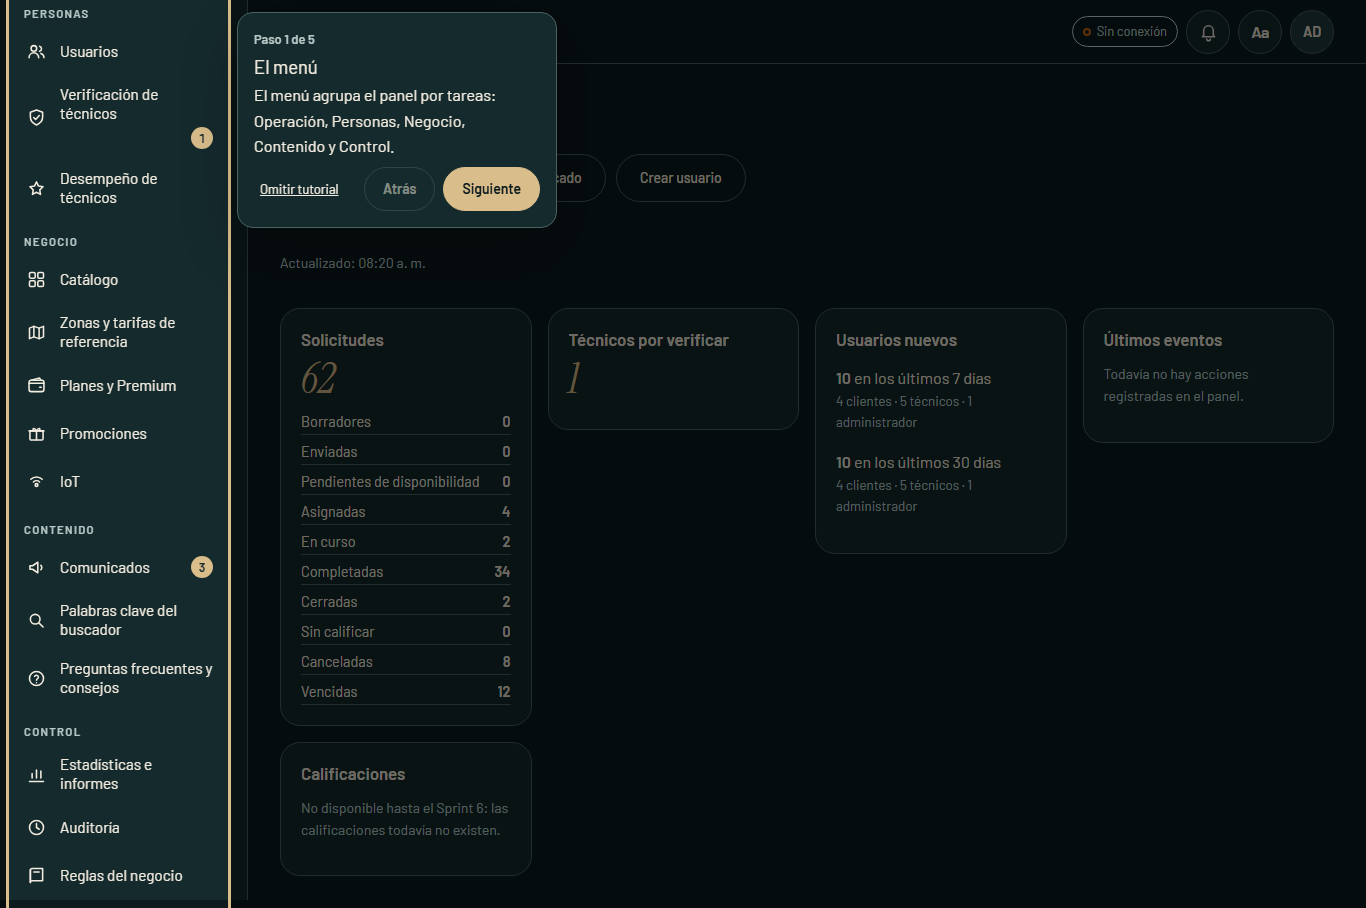 PERSONAS
Usuarios
Verificación de
técnicos
1
Desempeño de
técnicos
NEGOCIO
Catálogo
Zonas y tarifas de
referencia
Planes y Premium
Promociones
IoT
CONTENIDO
Comunicados
3
Palabras clave del
buscador
Preguntas frecuentes y
consejos
CONTROL
Estadísticas e
informes
Auditoría
Reglas del negocio
Paso 1 de 5
El menú
El menú agrupa el panel por tareas:
Operación, Personas, Negocio,
Contenido y Control.
Omitir tutorial
Atrás
Siguiente
Sin conexión
Aa
AD
cado
Crear usuario
Actualizado: 08:20 a. m.
Solicitudes
62
Borradores 0
Enviadas 0
Pendientes de disponibilidad 0
Asignadas 4
En curso 2
Completadas 34
Cerradas 2
Sin calificar 0
Canceladas 8
Vencidas 12
Técnicos por verificar
1
Usuarios nuevos
10 en los últimos 7 días
4 clientes · 5 técnicos · 1
administrador
10 en los últimos 30 días
4 clientes · 5 técnicos · 1
administrador
Últimos eventos
Todavía no hay acciones
registradas en el panel.
Calificaciones
No disponible hasta el Sprint 6: las
calificaciones todavía no existen.